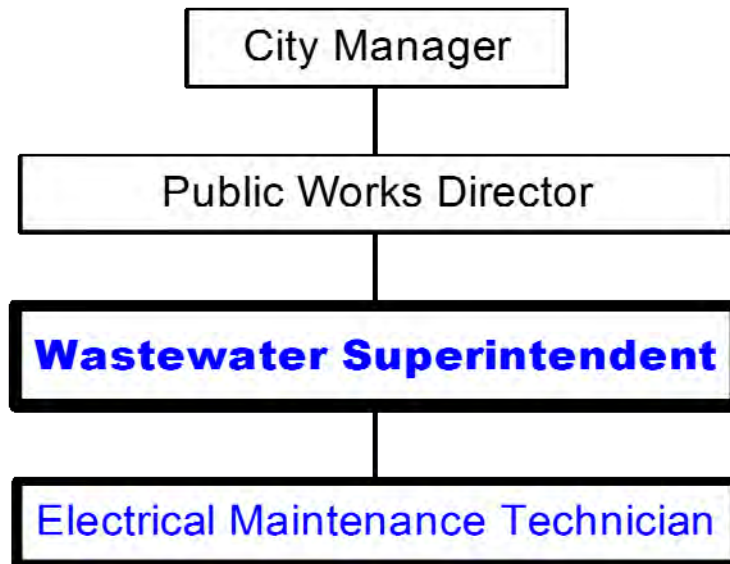 City Manager
Public Works Director
Wastewater Superintendent
Electrical Maintenance Technician